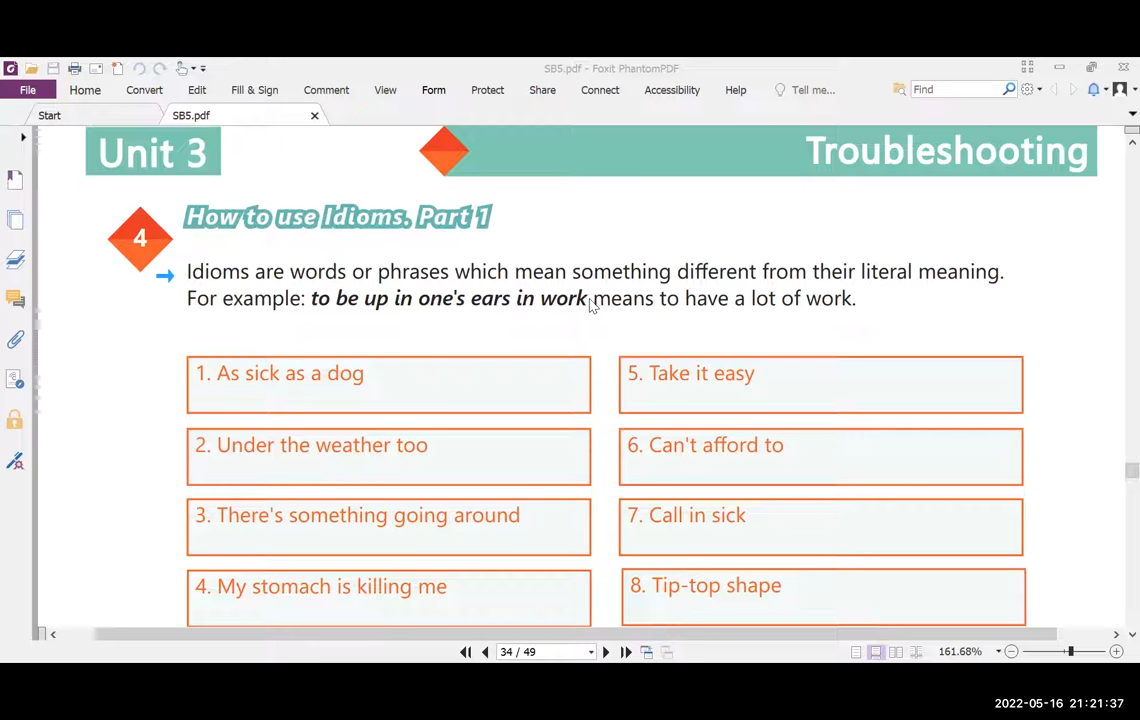 SB5.pdf - Foxit PhantomPDF
File Home Convert Edit Fill & Sign Comment View Form Protect Share Connect Accessibility Help Tell me... Find
Start SB5.pdf
Unit 3 Troubleshooting
How to use Idioms. Part 1
4
Idioms are words or phrases which mean something different from their literal meaning.
For example: to be up in one's ears in work means to have a lot of work.
1. As sick as a dog
2. Under the weather too
3. There's something going around
4. My stomach is killing me
5. Take it easy
6. Can't afford to
7. Call in sick
8. Tip-top shape
34 / 49 161.68%
2022-05-16 21:21:37